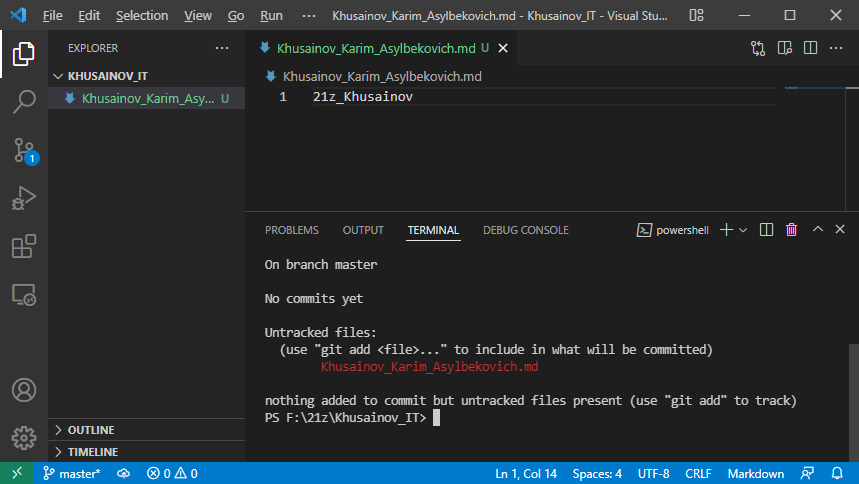 File Edit Selection View Go Run ··· Khusainov_Karim_Asylbekovich.md - Khusainov_IT - Visual Stu...
EXPLORER ···
KHUSAINOV_IT
Khusainov_Karim_Asy... U
Khusainov_Karim_Asylbekovich.md U
Khusainov_Karim_Asylbekovich.md
1 21z_Khusainov
1
PROBLEMS OUTPUT TERMINAL DEBUG CONSOLE powershell
On branch master
No commits yet
Untracked files:
(use "git add <file>..." to include in what will be committed)
Khusainov_Karim_Asylbekovich.md
nothing added to commit but untracked files present (use "git add" to track)
PS F:\21z\Khusainov_IT>
OUTLINE
TIMELINE
master* 0 0 Ln 1, Col 14 Spaces: 4 UTF-8 CRLF Markdown